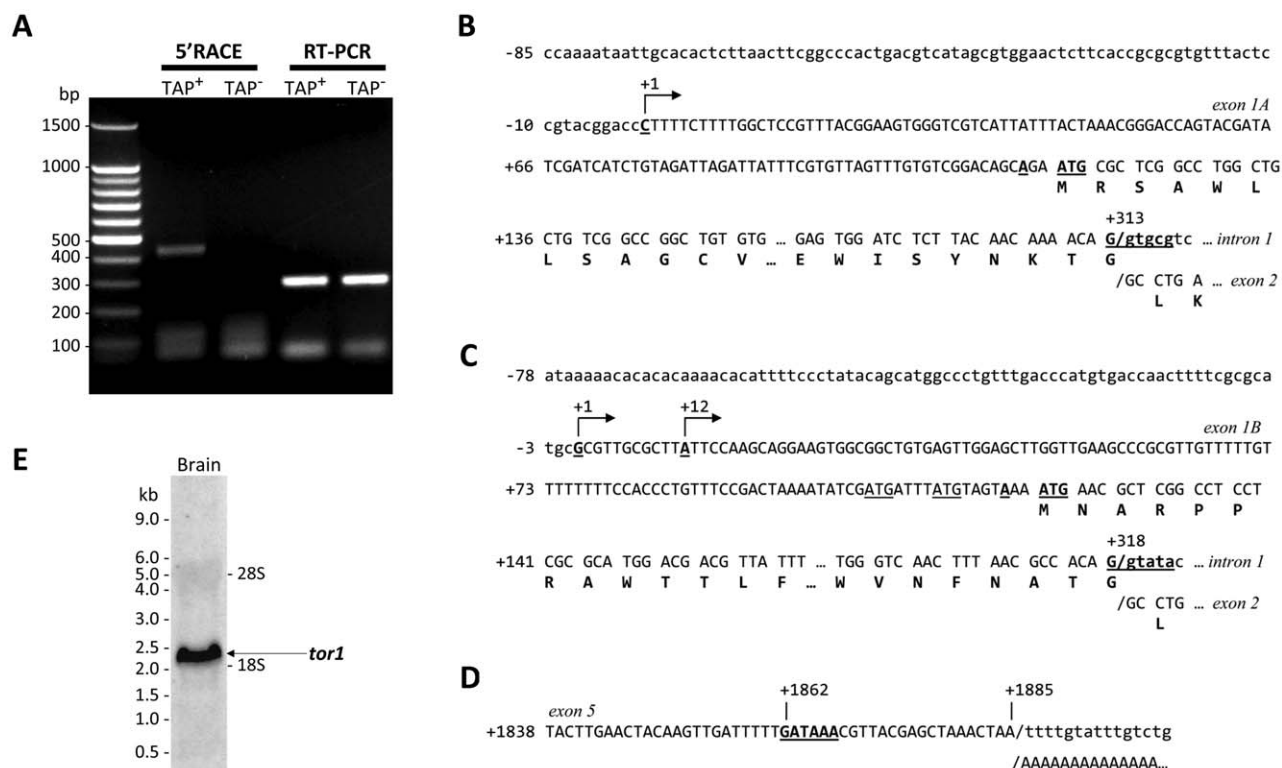 A
5'RACE RT-PCR
TAP+ TAP- TAP+ TAP-
bp
1500
1000
500
400
300
200
100
B
-85 ccaaaataattgcacactcttaacttcggcccactgacgtcatagcgtggaactcttcaccgcgcgtgtttactc
+1
exon 1A
-10 cgtacggaccCTTTTCTTTTGGCTCCGTTTACGGAAGTGGGTCGTCATTATTTACTAAACGGGACCAGTACGATA
+66 TCGATCATCTGTAGATTAGATTATTTCGTGTTAGTTTGTGTCGGACAGCAGA ATG CGC TCG GCC TGG CTG
M R S A W L
+313
+136 CTG TCG GCC GGC TGT GTG … GAG TGG ATC TCT TAC AAC AAA ACA G/gtgcgtc … intron 1
L S A G C V … E W I S Y N K T G
/GC CTG A … exon 2
L K
C
-78 ataaaaacacacacaaaacacattttccctatacagcatggccctgtttgacccatgtgaccaacttttcgcgca
+1 +12
exon 1B
-3 tgcGCGTTGCGCTTATTCCAAGCAGGAAGTGGCGGCTGTGAGTTGGAGCTTGGTTGAAGCCCGCGTTGTTTTTGT
+73 TTTTTTTCCACCCTGTTTCCGACTAAAATATCGATGATTTATGTAGTAAA ATG AAC GCT CGG CCT CCT
M N A R P P
+318
+141 CGC GCA TGG ACG ACG TTA TTT … TGG GTC AAC TTT AAC GCC ACA G/gtatac … intron 1
R A W T T L F … W V N F N A T G
/GC CTG … exon 2
L
D
+1862 +1885
exon 5
+1838 TACTTGAACTACAAGTTGATTTTTGATAAACGTTACGAGCTAAACTAA/ttttgtatttgtctg
/AAAAAAAAAAAAAA…
E
Brain
kb
9.0
6.0
5.0
4.0
3.0
2.5
2.0
1.5
1.0
0.5
28S
tor1
18S